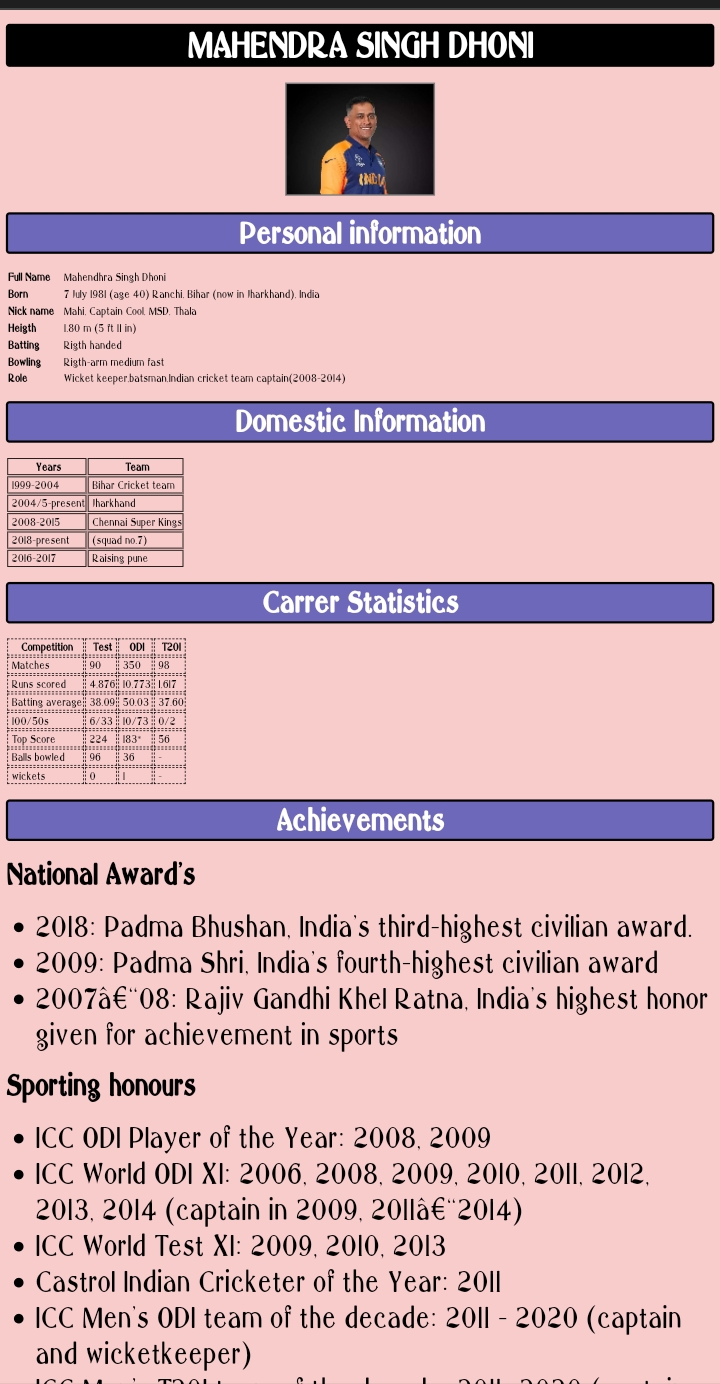 MAHENDRA SINGH DHONI
INDIA
Personal information
Full Name Mahendhra Singh Dhoni
Born 7 July 1981 (age 40) Ranchi, Bihar (now in Jharkhand), India
Nick name Mahi, Captain Cool, MSD, Thala
Heigth 1.80 m (5 ft 11 in)
Batting Rigth handed
Bowling Rigth-arm medium fast
Role Wicket keeper,batsman,Indian cricket team captain(2008-2014)
Domestic Information
Years Team
1999-2004 Bihar Cricket team
2004/5-present Jharkhand
2008-2015 Chennai Super Kings
2018-present (squad no.7)
2016-2017 Raising pune
Carrer Statistics
Competition Test ODI T20I
Matches 90 350 98
Runs scored 4,876 10,773 1,617
Batting average 38.09 50.03 37.60
100/50s 6/33 10/73 0/2
Top Score 224 183* 56
Balls bowled 96 36 -
wickets 0 1 -
Achievements
National Award's
• 2018: Padma Bhushan, India's third-highest civilian award.
• 2009: Padma Shri, India's fourth-highest civilian award
• 2007â€“08: Rajiv Gandhi Khel Ratna, India's highest honor
given for achievement in sports
Sporting honours
• ICC ODI Player of the Year: 2008, 2009
• ICC World ODI XI: 2006, 2008, 2009, 2010, 2011, 2012,
2013, 2014 (captain in 2009, 2011â€“2014)
• ICC World Test XI: 2009, 2010, 2013
• Castrol Indian Cricketer of the Year: 2011
• ICC Men's ODI team of the decade: 2011 - 2020 (captain
and wicketkeeper)